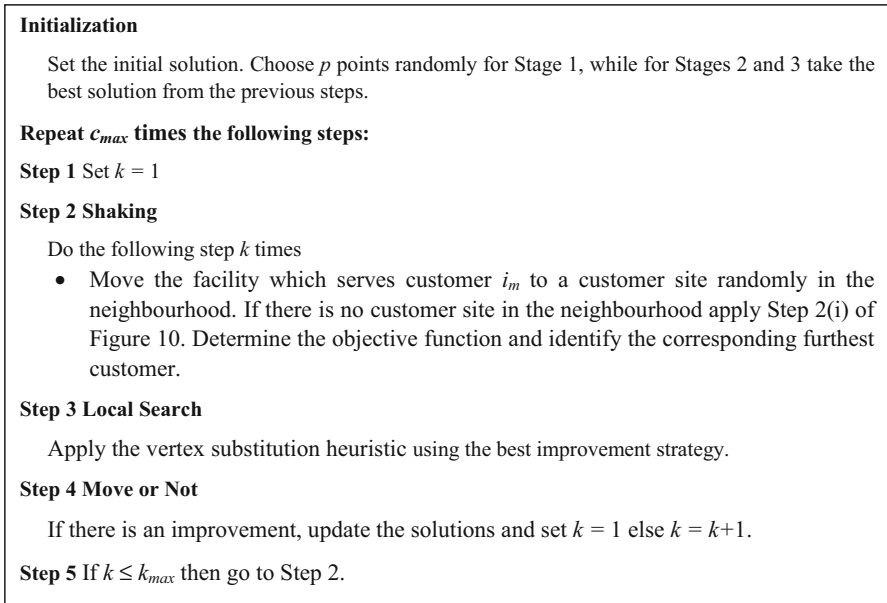 Initialization
Set the initial solution. Choose p points randomly for Stage 1, while for Stages 2 and 3 take the
best solution from the previous steps.
Repeat c_max times the following steps:
Step 1 Set k = 1
Step 2 Shaking
Do the following step k times
• Move the facility which serves customer i_m to a customer site randomly in the
neighbourhood. If there is no customer site in the neighbourhood apply Step 2(i) of
Figure 10. Determine the objective function and identify the corresponding furthest
customer.
Step 3 Local Search
Apply the vertex substitution heuristic using the best improvement strategy.
Step 4 Move or Not
If there is an improvement, update the solutions and set k = 1 else k = k+1.
Step 5 If k ≤ k_max then go to Step 2.